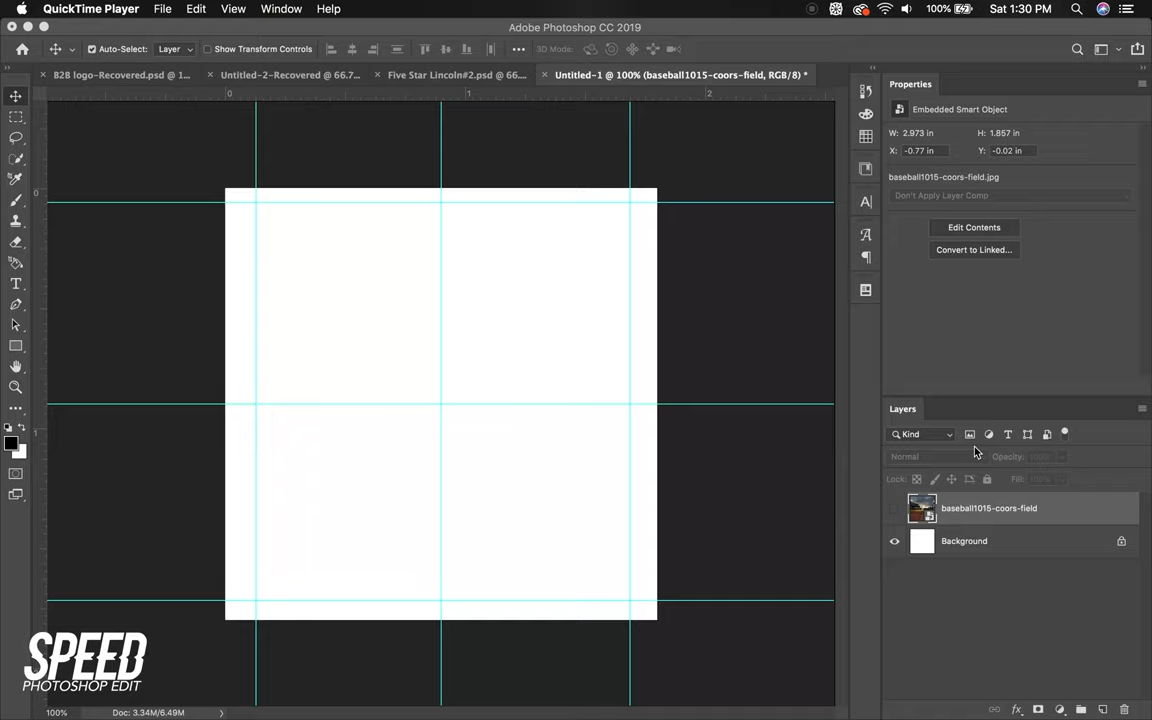 QuickTime Player File Edit View Window Help 100% Sat 1:30 PM
Adobe Photoshop CC 2019
Auto-Select: Layer Show Transform Controls 3D Mode:
B2B logo-Recovered.psd @ 1... Untitled-2-Recovered @ 66.7... Five Star Lincoln#2.psd @ 66.... Untitled-1 @ 100% (baseball1015-coors-field, RGB/8) *
0 1 2
0
1
Properties
Embedded Smart Object
W: 2.973 in H: 1.857 in
X: -0.77 in Y: -0.02 in
baseball1015-coors-field.jpg
Don't Apply Layer Comp
Edit Contents
Convert to Linked...
Layers
Kind
Normal Opacity: 100%
Lock: Fill: 100%
baseball1015-coors-field
Background
SPEED
PHOTOSHOP EDIT
100% Doc: 3.34M/6.49M